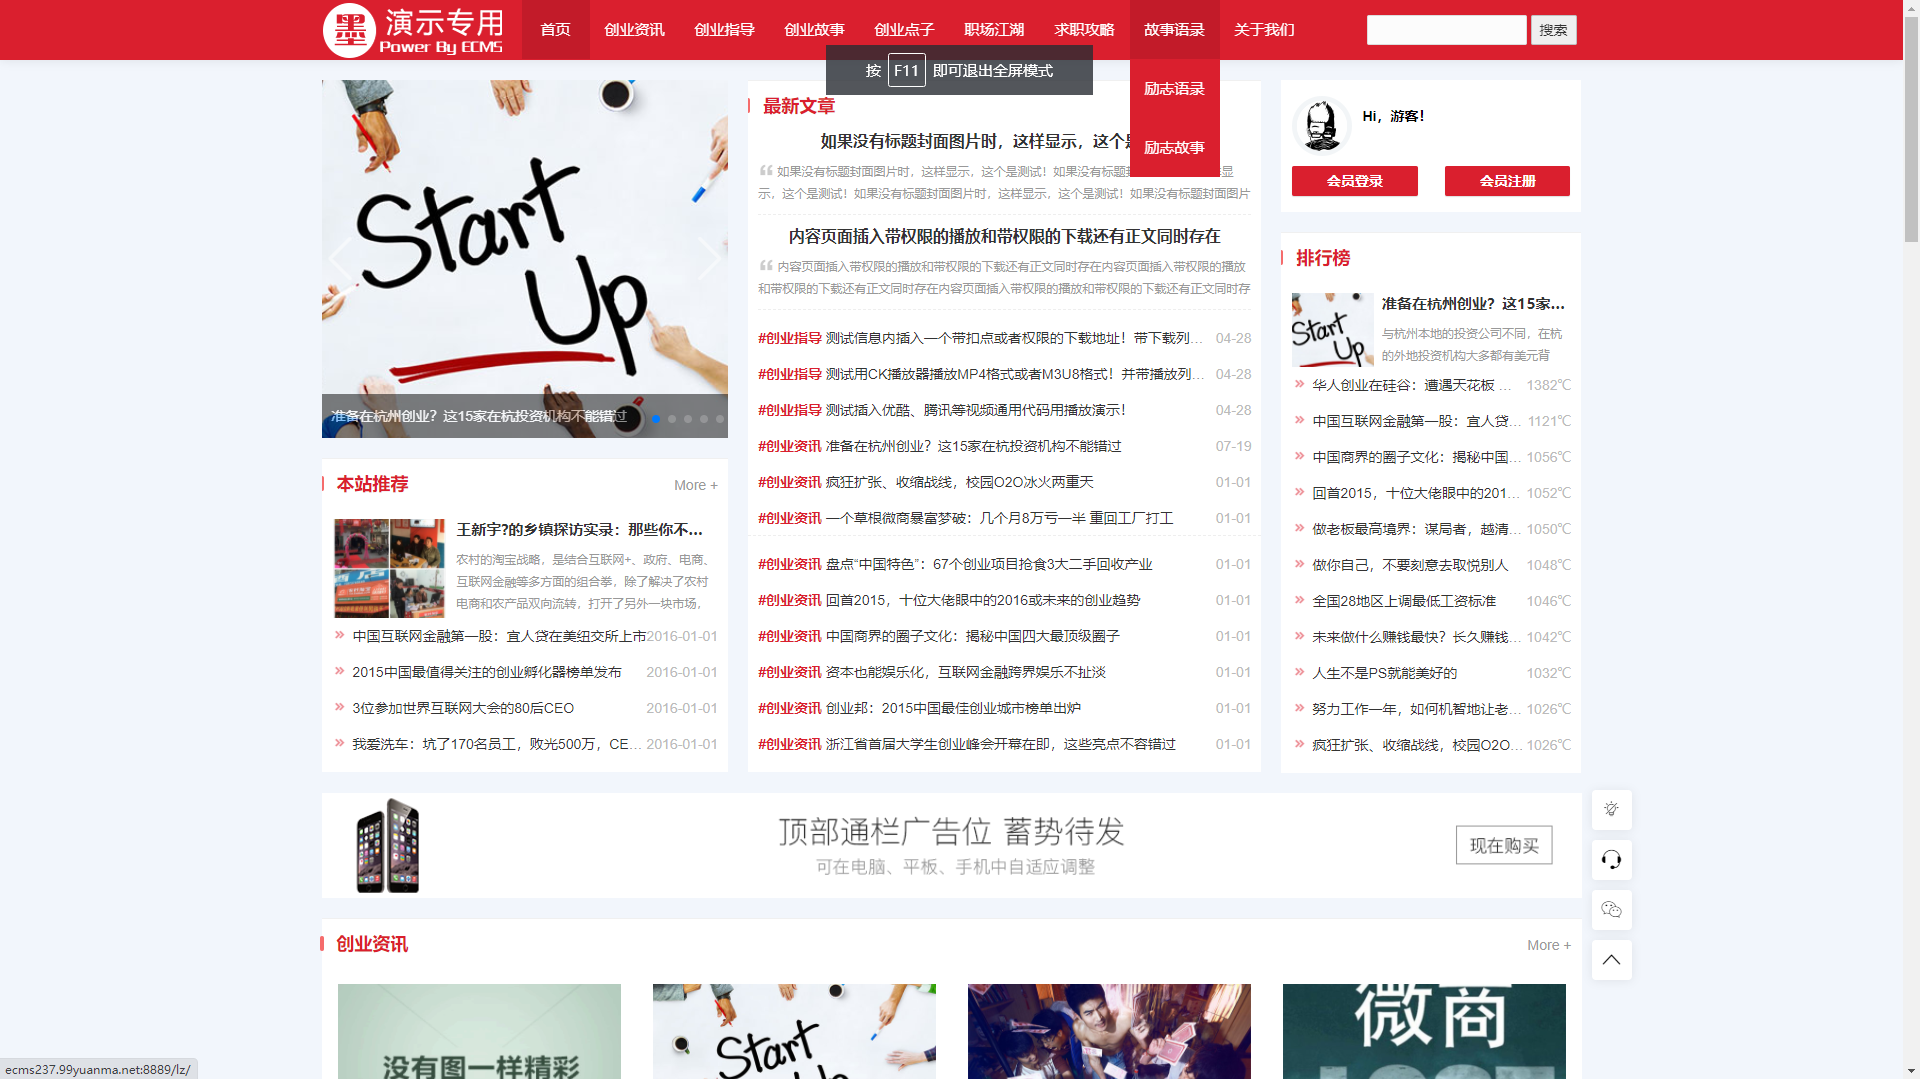 墨 演示专用
Power By ECMS
首页 创业资讯 创业指导 创业故事 创业点子 职场江湖 求职攻略 故事语录 关于我们 搜索
按 F11 即可退出全屏模式
励志语录
励志故事
Start Up
准备在杭州创业？这15家在杭投资机构不能错过
本站推荐 More +
王新宇?的乡镇探访实录：那些你不...
农村的淘宝战略，是结合互联网+、政府、电商、
互联网金融等多方面的组合拳，除了解决了农村
电商和农产品双向流转，打开了另外一块市场，
中国互联网金融第一股：宜人贷在美纽交所上市 2016-01-01
2015中国最值得关注的创业孵化器榜单发布 2016-01-01
3位参加世界互联网大会的80后CEO 2016-01-01
我爱洗车：坑了170名员工，败光500万，CE... 2016-01-01
最新文章
如果没有标题封面图片时，这样显示，这个是
如果没有标题封面图片时，这样显示，这个是测试！如果没有标题封 样显
示，这个是测试！如果没有标题封面图片时，这样显示，这个是测试！如果没有标题封面图片
内容页面插入带权限的播放和带权限的下载还有正文同时存在
内容页面插入带权限的播放和带权限的下载还有正文同时存在内容页面插入带权限的播放
和带权限的下载还有正文同时存在内容页面插入带权限的播放和带权限的下载还有正文同时存
#创业指导 测试信息内插入一个带扣点或者权限的下载地址！带下载列... 04-28
#创业指导 测试用CK播放器播放MP4格式或者M3U8格式！并带播放列... 04-28
#创业指导 测试插入优酷、腾讯等视频通用代码用播放演示！ 04-28
#创业资讯 准备在杭州创业？这15家在杭投资机构不能错过 07-19
#创业资讯 疯狂扩张、收缩战线，校园O2O冰火两重天 01-01
#创业资讯 一个草根微商暴富梦破：几个月8万亏一半 重回工厂打工 01-01
#创业资讯 盘点“中国特色”：67个创业项目抢食3大二手回收产业 01-01
#创业资讯 回首2015，十位大佬眼中的2016或未来的创业趋势 01-01
#创业资讯 中国商界的圈子文化：揭秘中国四大最顶级圈子 01-01
#创业资讯 资本也能娱乐化，互联网金融跨界娱乐不扯淡 01-01
#创业资讯 创业邦：2015中国最佳创业城市榜单出炉 01-01
#创业资讯 浙江省首届大学生创业峰会开幕在即，这些亮点不容错过 01-01
Hi，游客！
会员登录 会员注册
排行榜
Start Up
准备在杭州创业？这15家...
与杭州本地的投资公司不同，在杭
的外地投资机构大多都有美元背
华人创业在硅谷：遭遇天花板 ... 1382℃
中国互联网金融第一股：宜人贷... 1121℃
中国商界的圈子文化：揭秘中国... 1056℃
回首2015，十位大佬眼中的201... 1052℃
做老板最高境界：谋局者，越清... 1050℃
做你自己，不要刻意去取悦别人 1048℃
全国28地区上调最低工资标准 1046℃
未来做什么赚钱最快？长久赚钱... 1042℃
人生不是PS就能美好的 1032℃
努力工作一年，如何机智地让老... 1026℃
疯狂扩张、收缩战线，校园O2O... 1026℃
顶部通栏广告位 蓄势待发
可在电脑、平板、手机中自适应调整
现在购买
创业资讯 More +
没有图一样精彩
Start
微商
ecms237.99yuanma.net:8889/lz/